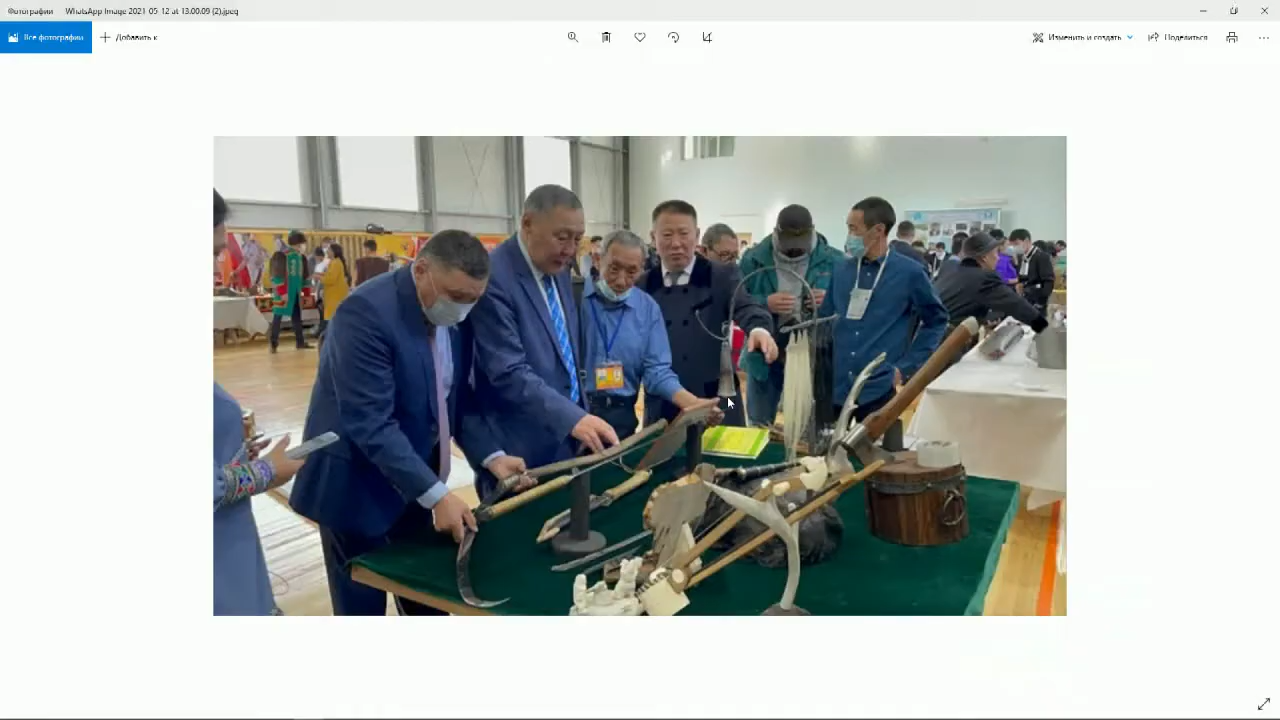 Фотографии WhatsApp Image 2021-05-12 at 13.00.09 (2).jpeg
Все фотографии
Добавить к
Изменить и создать
Поделиться